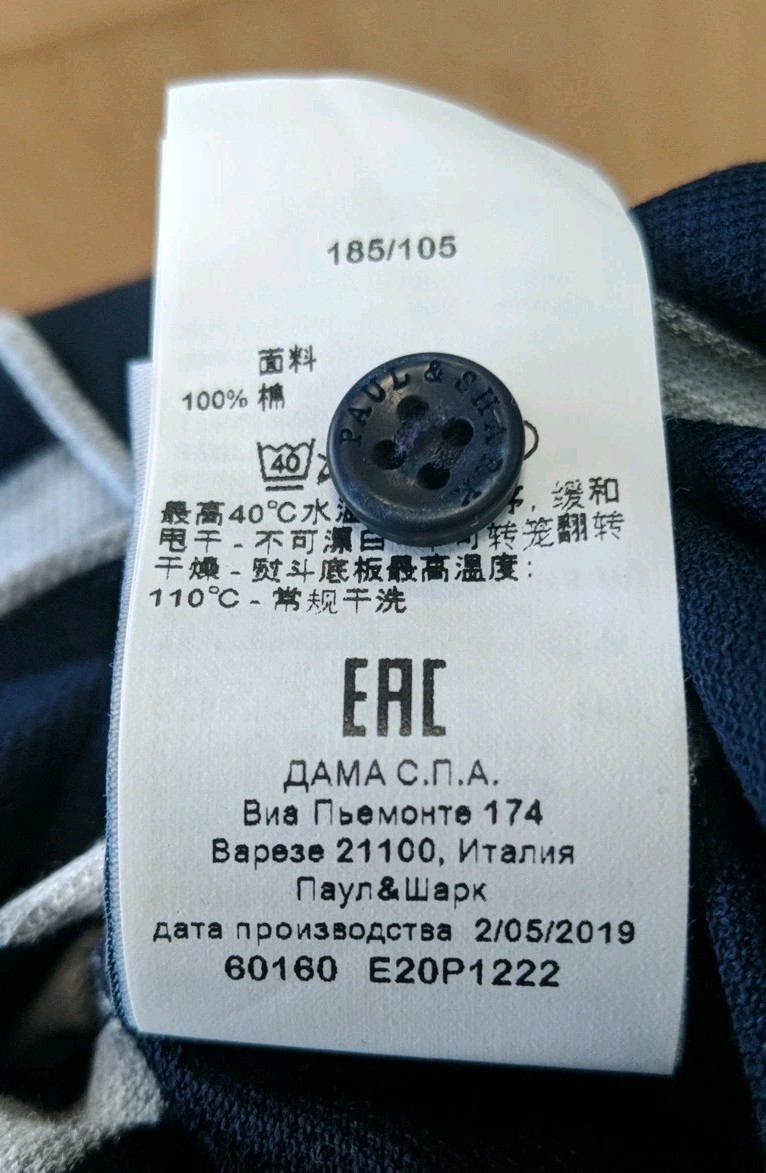 185/105
面料
100% 棉
PAUL & SHARK
40
最高40°C水温 , 缓和
电干 - 不可漂白 转笼翻转
干燥 - 熨斗底板最高温度:
110°C - 常规干洗
EAC
ДАМА С.П.А.
Виа Пьемонте 174
Варезе 21100, Италия
Паул&Шарк
дата производства 2/05/2019
60160 E20P1222